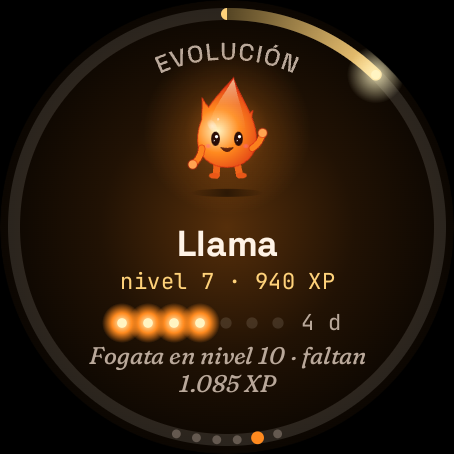 EVOLUCIÓN
Llama
nivel 7 · 940 XP
4 d
Fogata en nivel 10 · faltan
1.085 XP